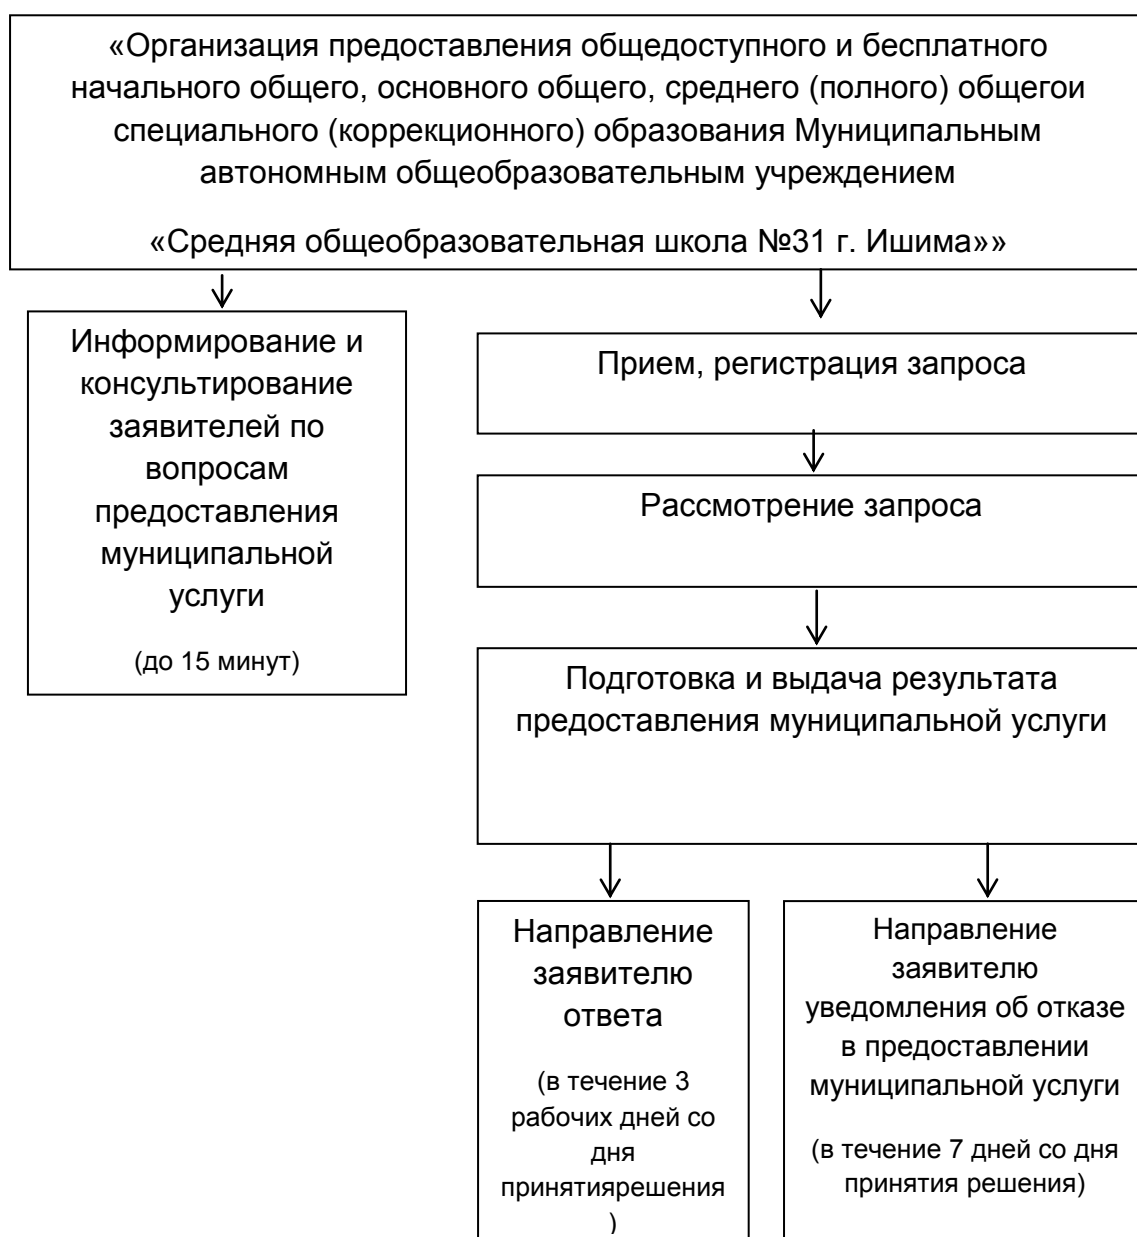 «Организация предоставления общедоступного и бесплатного
начального общего, основного общего, среднего (полного) общегои
специального (коррекционного) образования Муниципальным
автономным общеобразовательным учреждением
«Средняя общеобразовательная школа №31 г. Ишима»»
Информирование и
консультирование
заявителей по
вопросам
предоставления
муниципальной
услуги
(до 15 минут)
Прием, регистрация запроса
Рассмотрение запроса
Подготовка и выдача результата
предоставления муниципальной услуги
Направление
заявителю
ответа
(в течение 3
рабочих дней со
дня
принятиярешения
)
Направление
заявителю
уведомления об отказе
в предоставлении
муниципальной услуги
(в течение 7 дней со дня
принятия решения)